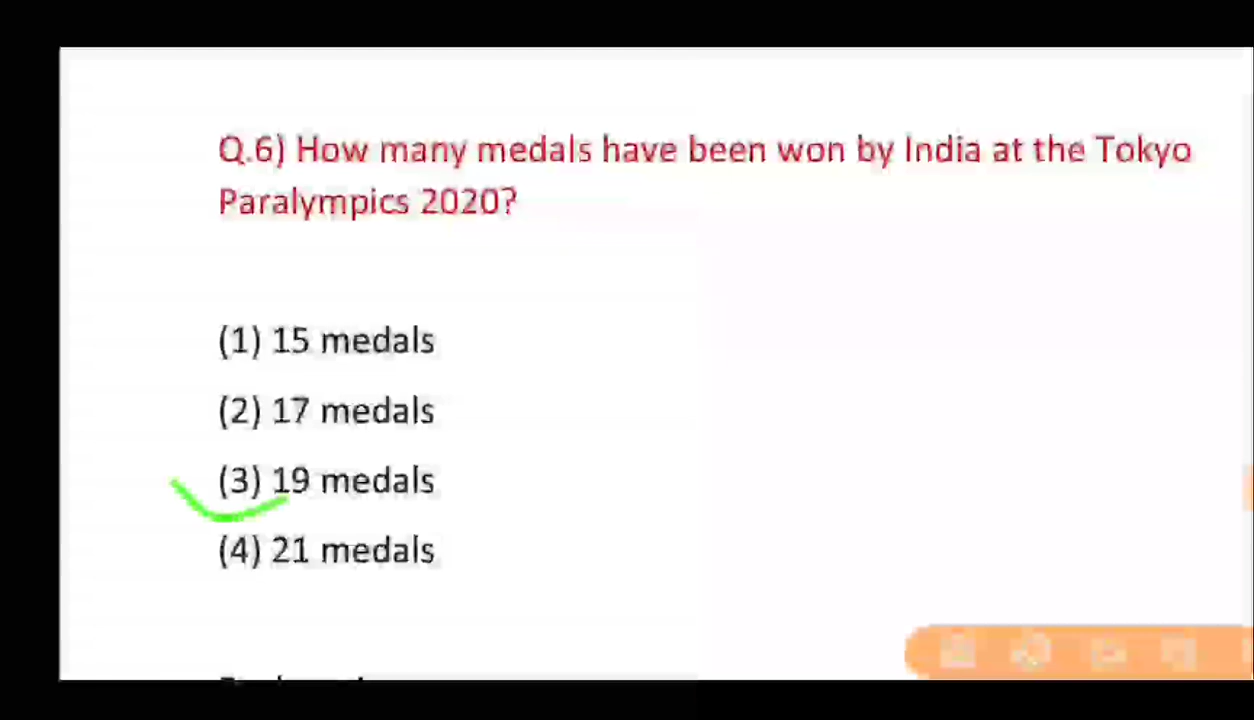 Q.6) How many medals have been won by India at the Tokyo
Paralympics 2020?
(1) 15 medals
(2) 17 medals
(3) 19 medals
(4) 21 medals